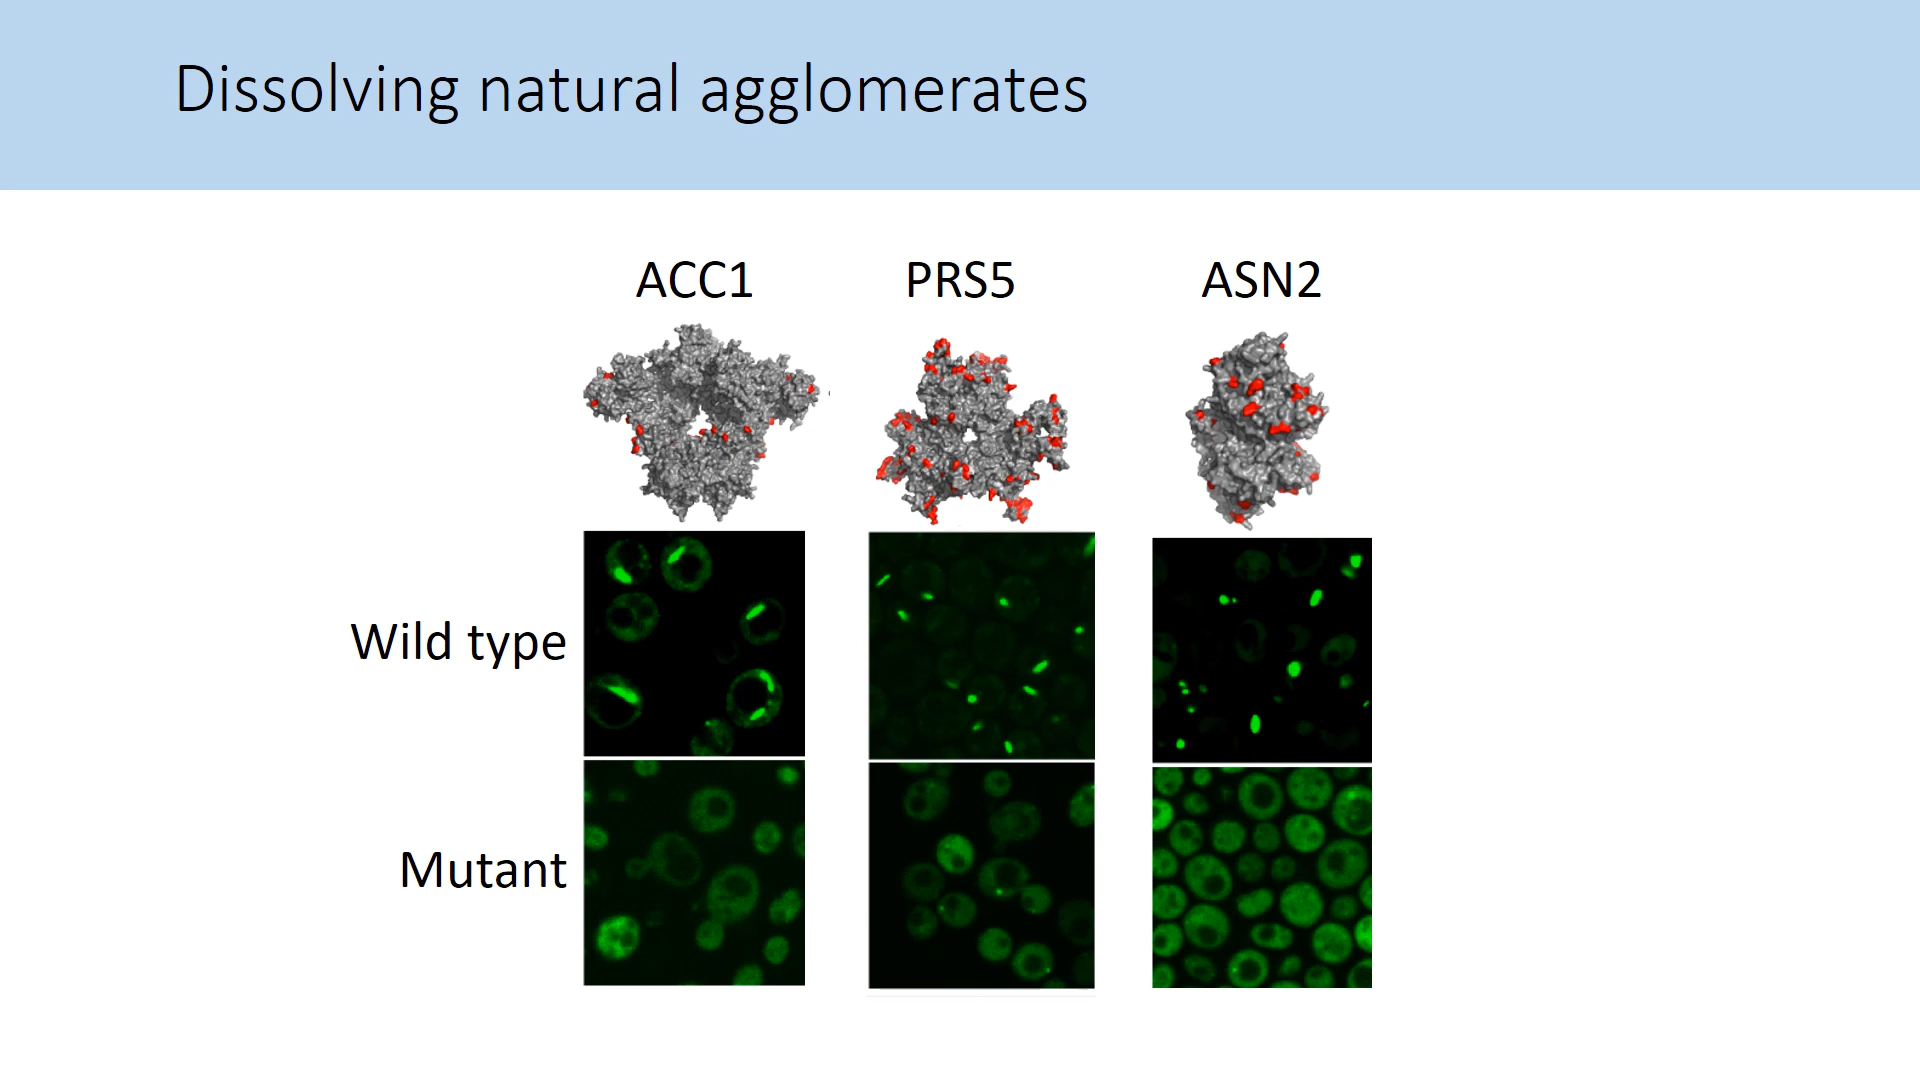 Dissolving natural agglomerates
ACC1 PRS5 ASN2
Wild type
Mutant